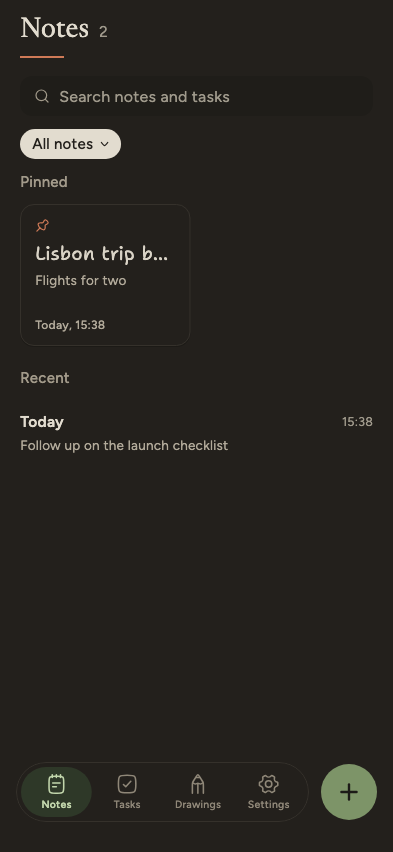 Notes 2
Search notes and tasks
All notes
Pinned
Lisbon trip b...
Flights for two
Today, 15:38
Recent
Today 15:38
Follow up on the launch checklist
Notes Tasks Drawings Settings